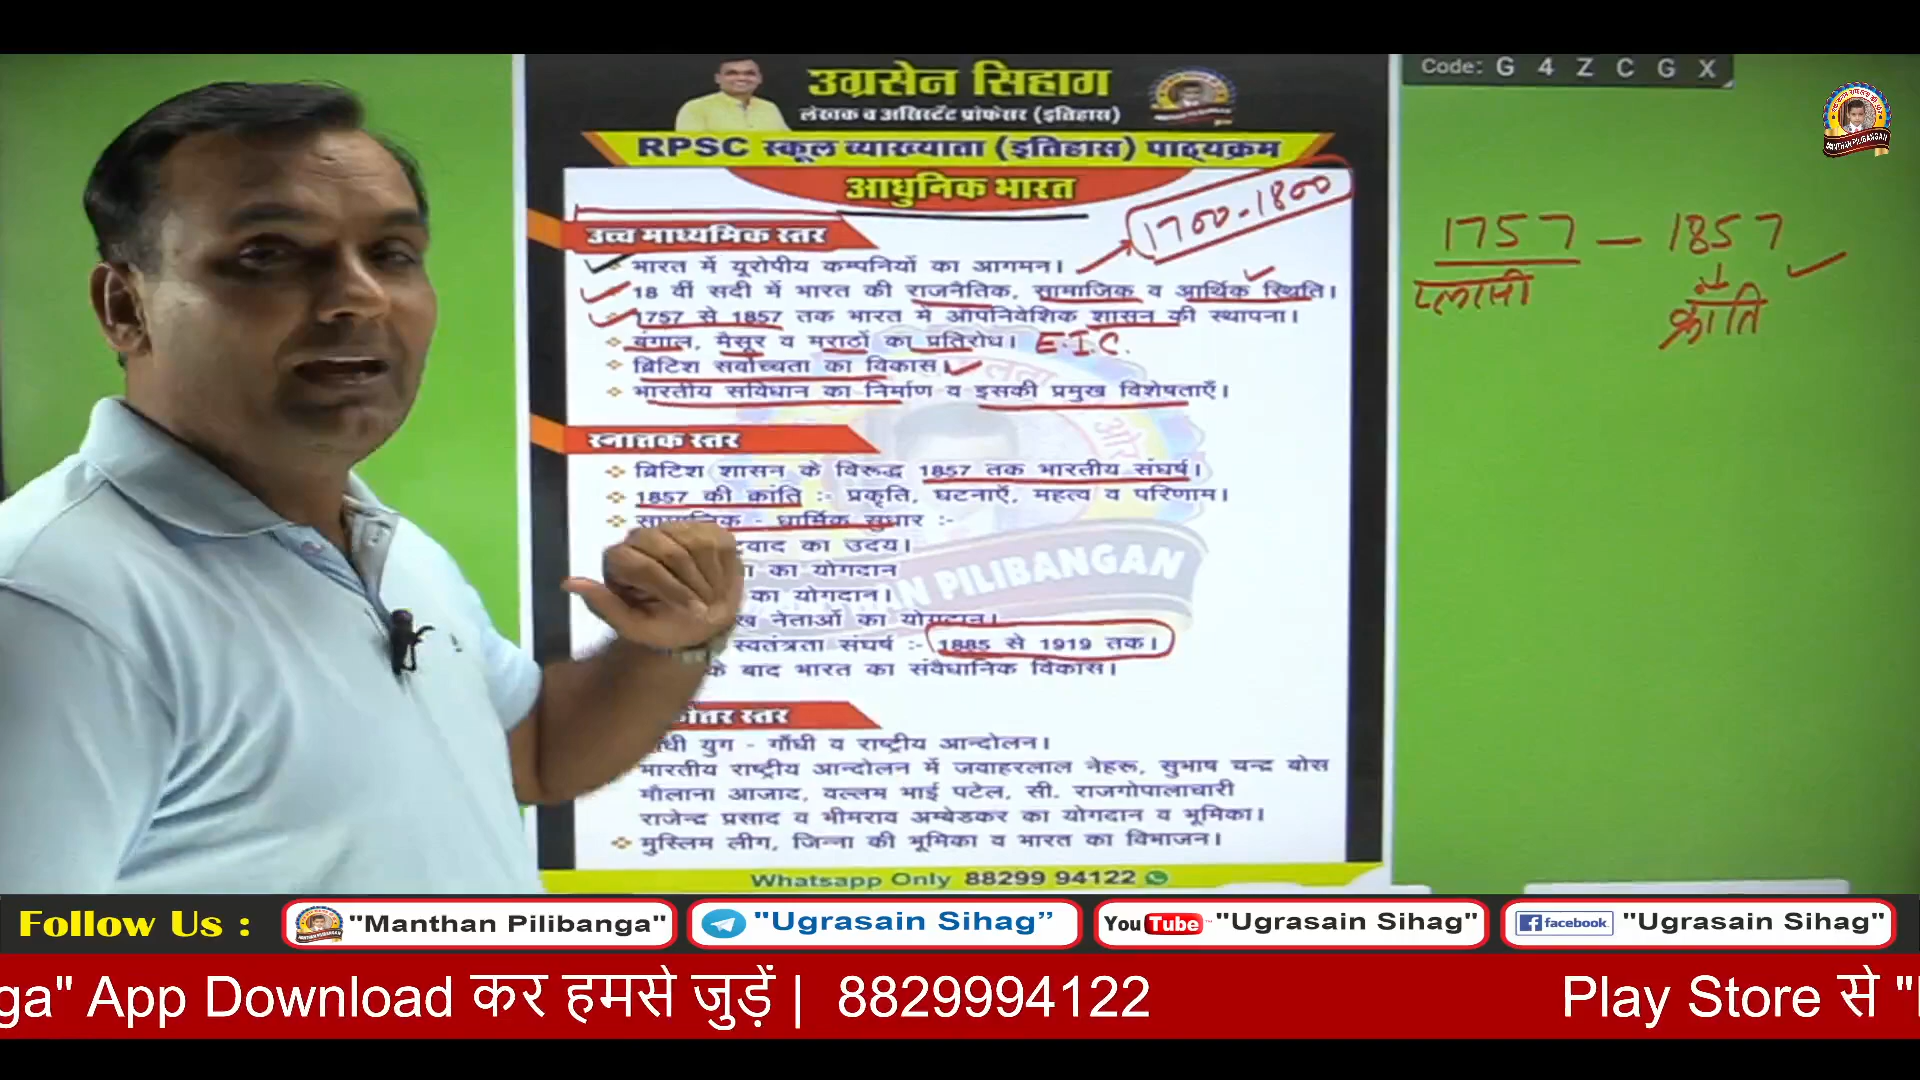 Code: G 4 Z C G X
उग्रसेन सिहाग
लेखक व असिस्टेंट प्रोफेसर (इतिहास)
RPSC स्कूल व्याख्याता (इतिहास) पाठ्यक्रम
आधुनिक भारत
1700-1800
उच्च माध्यमिक स्तर
भारत में यूरोपीय कम्पनियों का आगमन।
18 वीं सदी में भारत की राजनैतिक, सामाजिक व आर्थिक स्थिति।
1757 से 1857 तक भारत में औपनिवेशिक शासन की स्थापना।
बंगाल, मैसूर व मराठों का प्रतिरोध। E.I.C.
ब्रिटिश सर्वोच्चता का विकास।
भारतीय संविधान का निर्माण व इसकी प्रमुख विशेषताएँ।
1757 - 1857
प्लासी
क्रांति
स्नातक स्तर
ब्रिटिश शासन के विरूद्ध 1857 तक भारतीय संघर्ष।
1857 की क्रांति :- प्रकृति, घटनाऐं, महत्व व परिणाम।
धार्मिक सुधार :-
का उदय।
का योगदान
का योगदान।
नेताओं का योगदान।
स्वतंत्रता संघर्ष :- 1885 से 1919 तक।
के बाद भारत का संवैधानिक विकास।
स्तर
युग - गाँधी व राष्ट्रीय आन्दोलन।
भारतीय राष्ट्रीय आन्दोलन में जवाहरलाल नेहरू, सुभाष चन्द्र बोस
मौलाना आजाद, वल्लभ भाई पटेल, सी. राजगोपालाचारी
राजेन्द्र प्रसाद व भीमराव अम्बेडकर का योगदान व भूमिका।
मुस्लिम लीग, जिन्ना की भूमिका व भारत का विभाजन।
PILIBANGAN
Whatsapp Only 88299 94122
MANTHAN PILIBANGAN
Follow Us : "Manthan Pilibanga" "Ugrasain Sihag” YouTube "Ugrasain Sihag" facebook "Ugrasain Sihag"
ga" App Download कर हमसे जुड़ें | 8829994122 Play Store से "